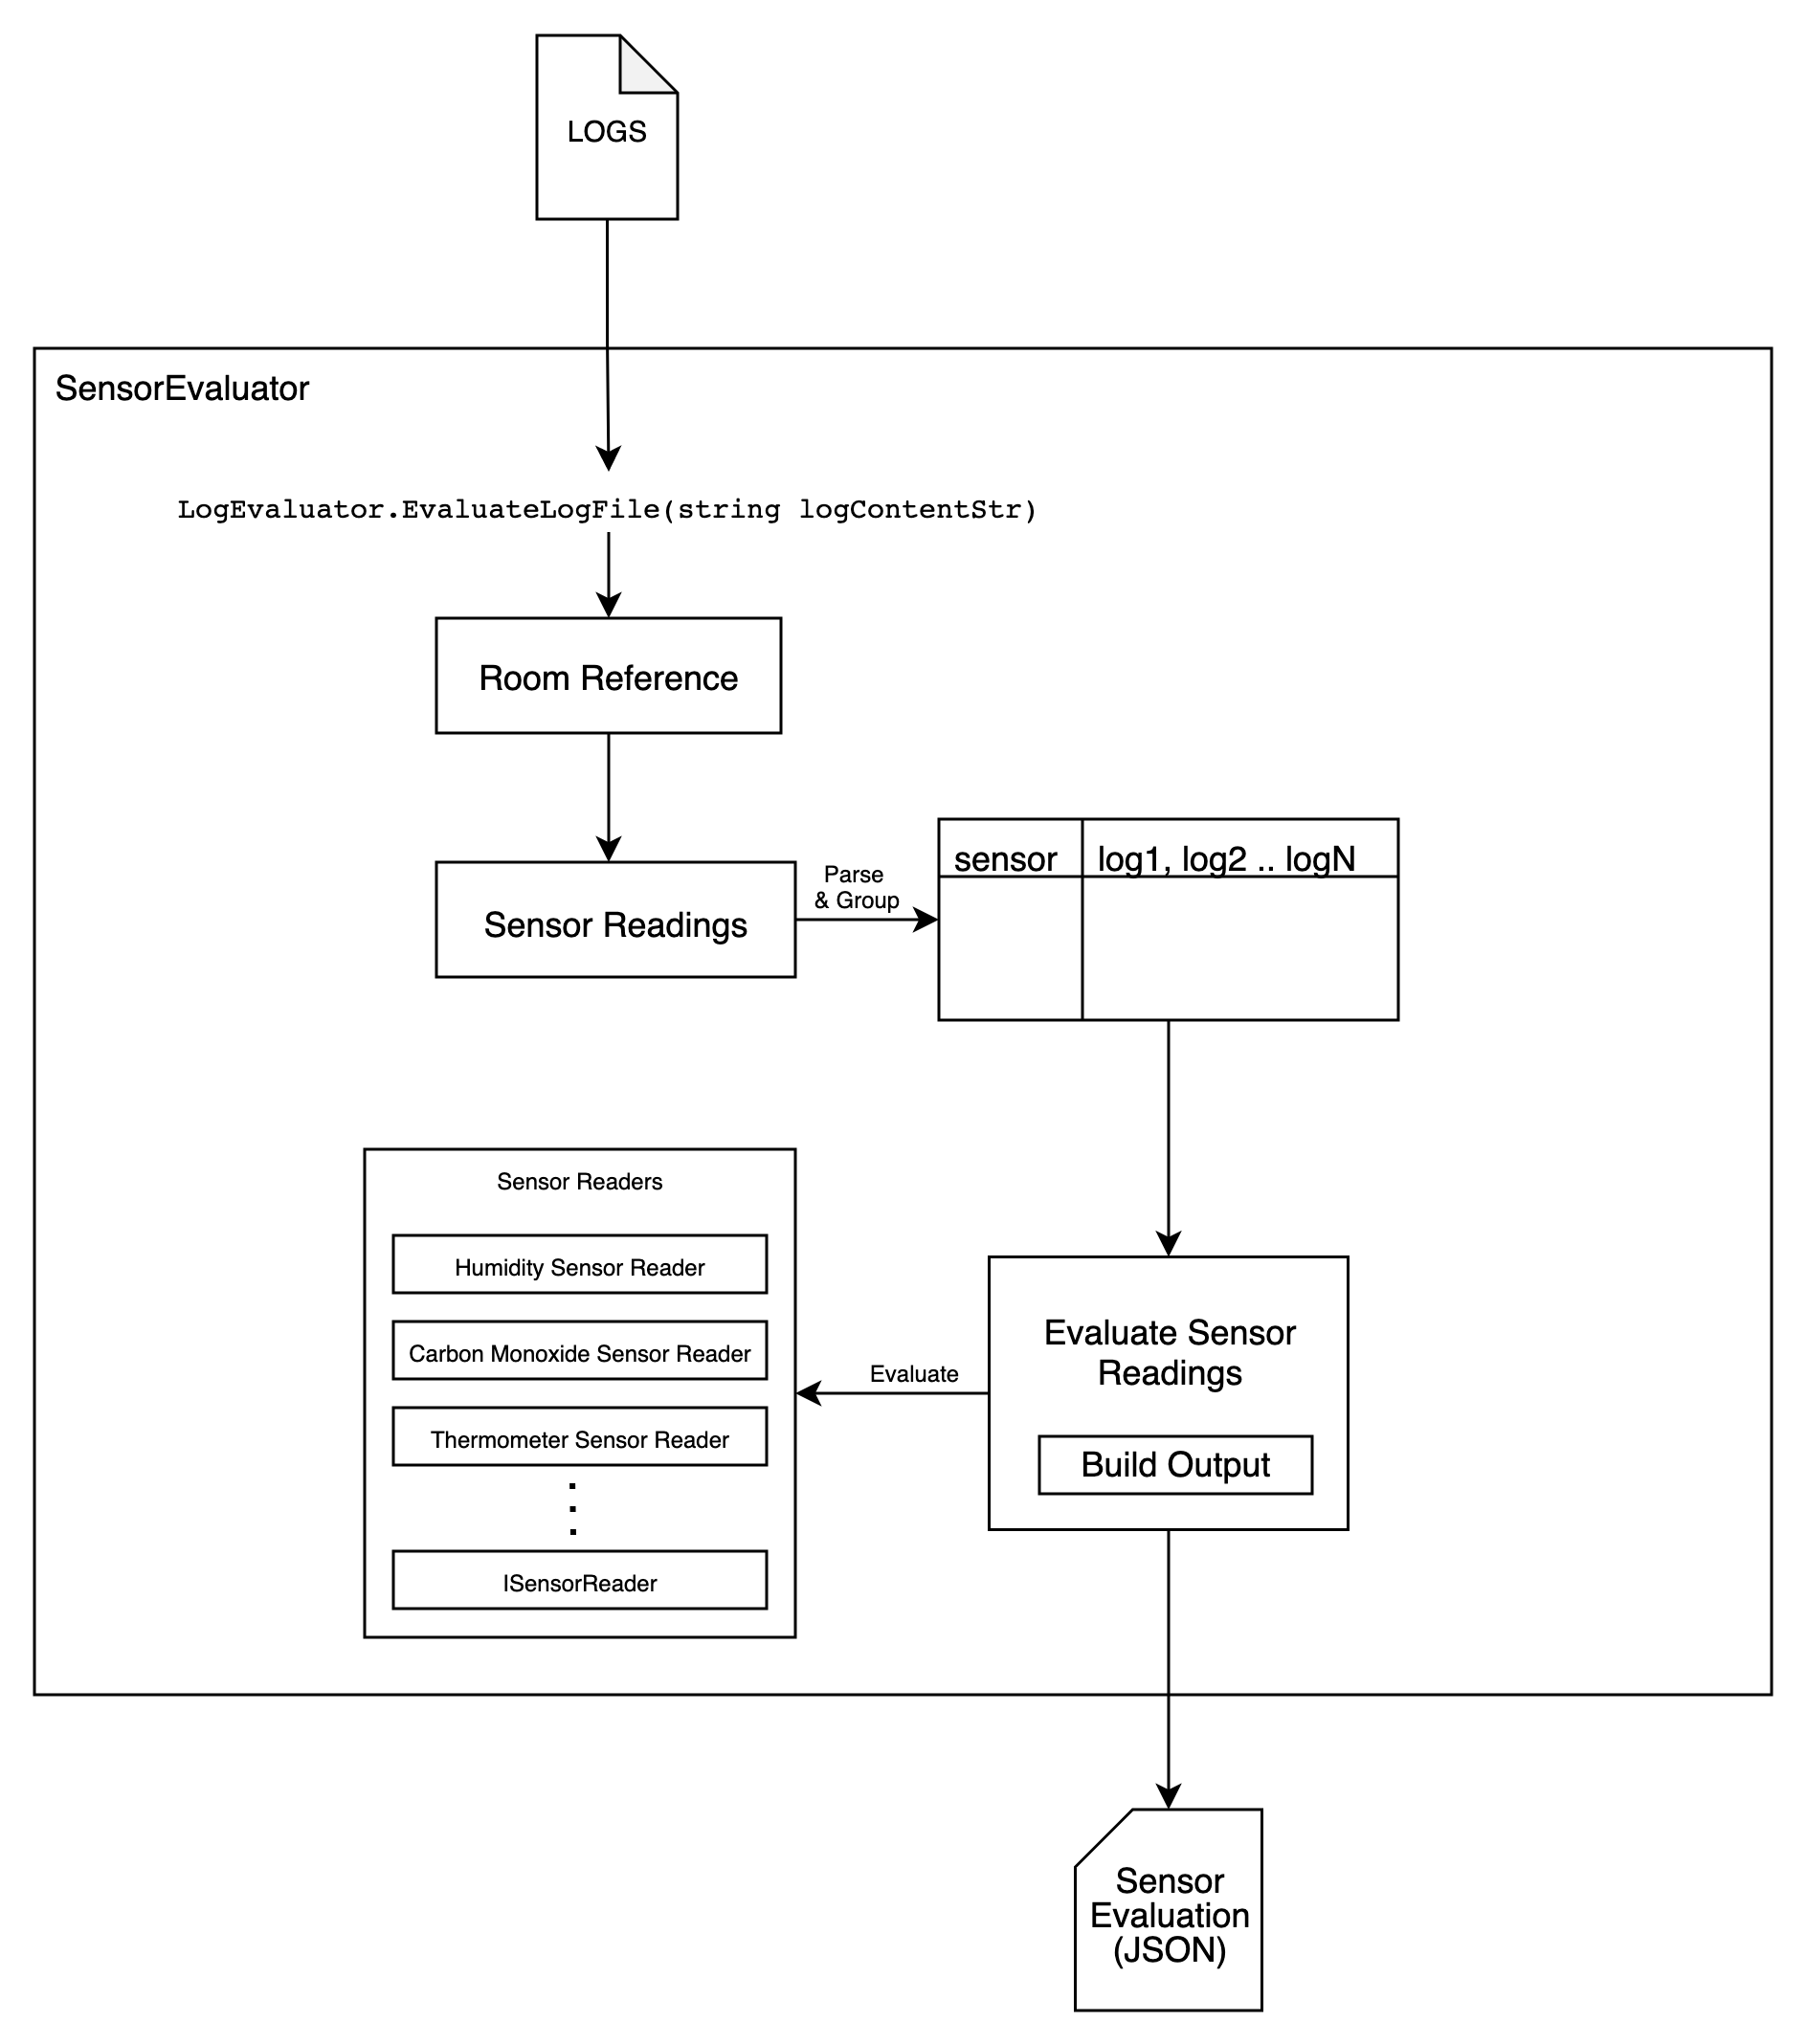 LOGS
SensorEvaluator
LogEvaluator.EvaluateLogFile(string logContentStr)
Room Reference
Sensor Readings
Parse
& Group
sensor
log1, log2 .. logN
Sensor Readers
Humidity Sensor Reader
Carbon Monoxide Sensor Reader
Thermometer Sensor Reader
ISensorReader
Evaluate
Evaluate Sensor
Readings
Build Output
Sensor
Evaluation
(JSON)